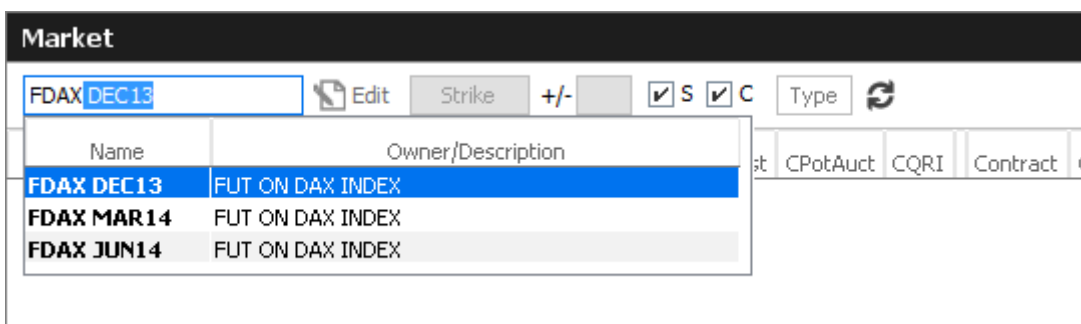 Market
FDAX DEC13 Edit Strike +/- S C Type
Name Owner/Description
CPotAuct CQRI Contract
FDAX DEC13 FUT ON DAX INDEX
FDAX MAR14 FUT ON DAX INDEX
FDAX JUN14 FUT ON DAX INDEX